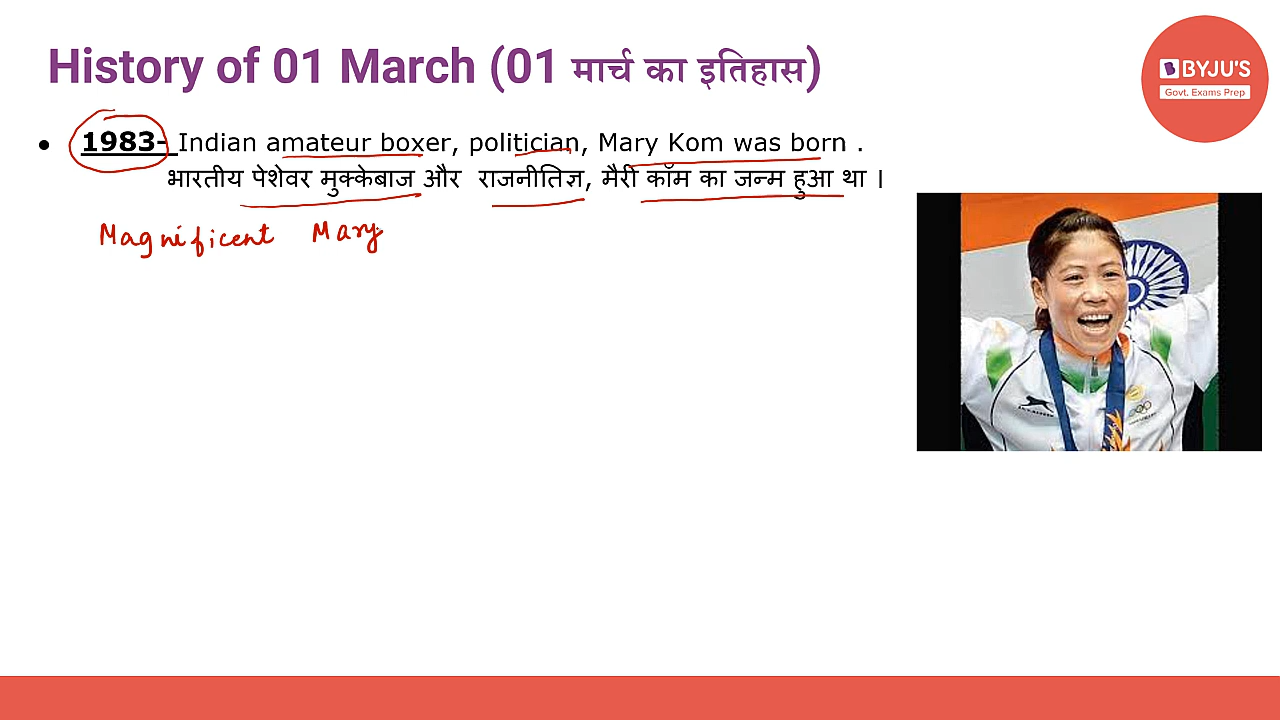 History of 01 March (01 मार्च का इतिहास)
BYJU'S
Govt. Exams Prep
• 1983- Indian amateur boxer, politician, Mary Kom was born .
भारतीय पेशेवर मुक्केबाज और राजनीतिज्ञ, मैरी कॉम का जन्म हुआ था ।
Magnificent Mary